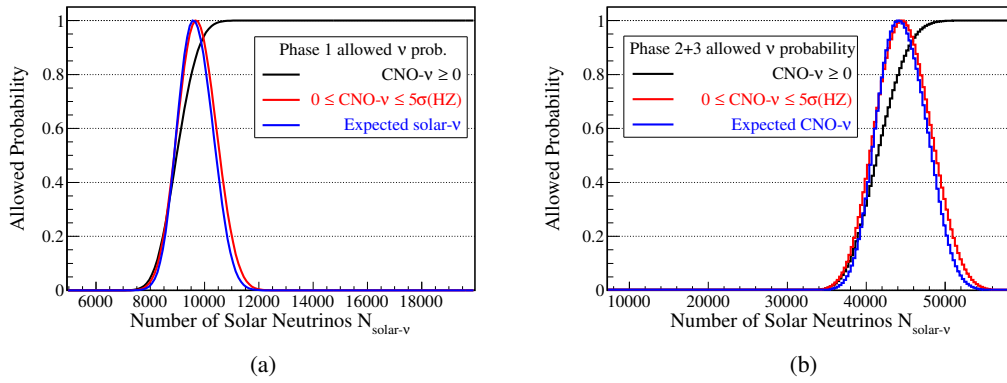 Allowed Probability
1
0.8
0.6
0.4
0.2
0
Phase 1 allowed ν prob.
CNO-ν ≥ 0
0 ≤ CNO-ν ≤ 5σ(HZ)
Expected solar-ν
6000 8000 10000 12000 14000 16000 18000
Number of Solar Neutrinos N_solar-ν
(a)
Allowed Probability
1
0.8
0.6
0.4
0.2
0
Phase 2+3 allowed ν probability
CNO-ν ≥ 0
0 ≤ CNO-ν ≤ 5σ(HZ)
Expected CNO-ν
10000 20000 30000 40000 50000
Number of Solar Neutrinos N_solar-ν
(b)